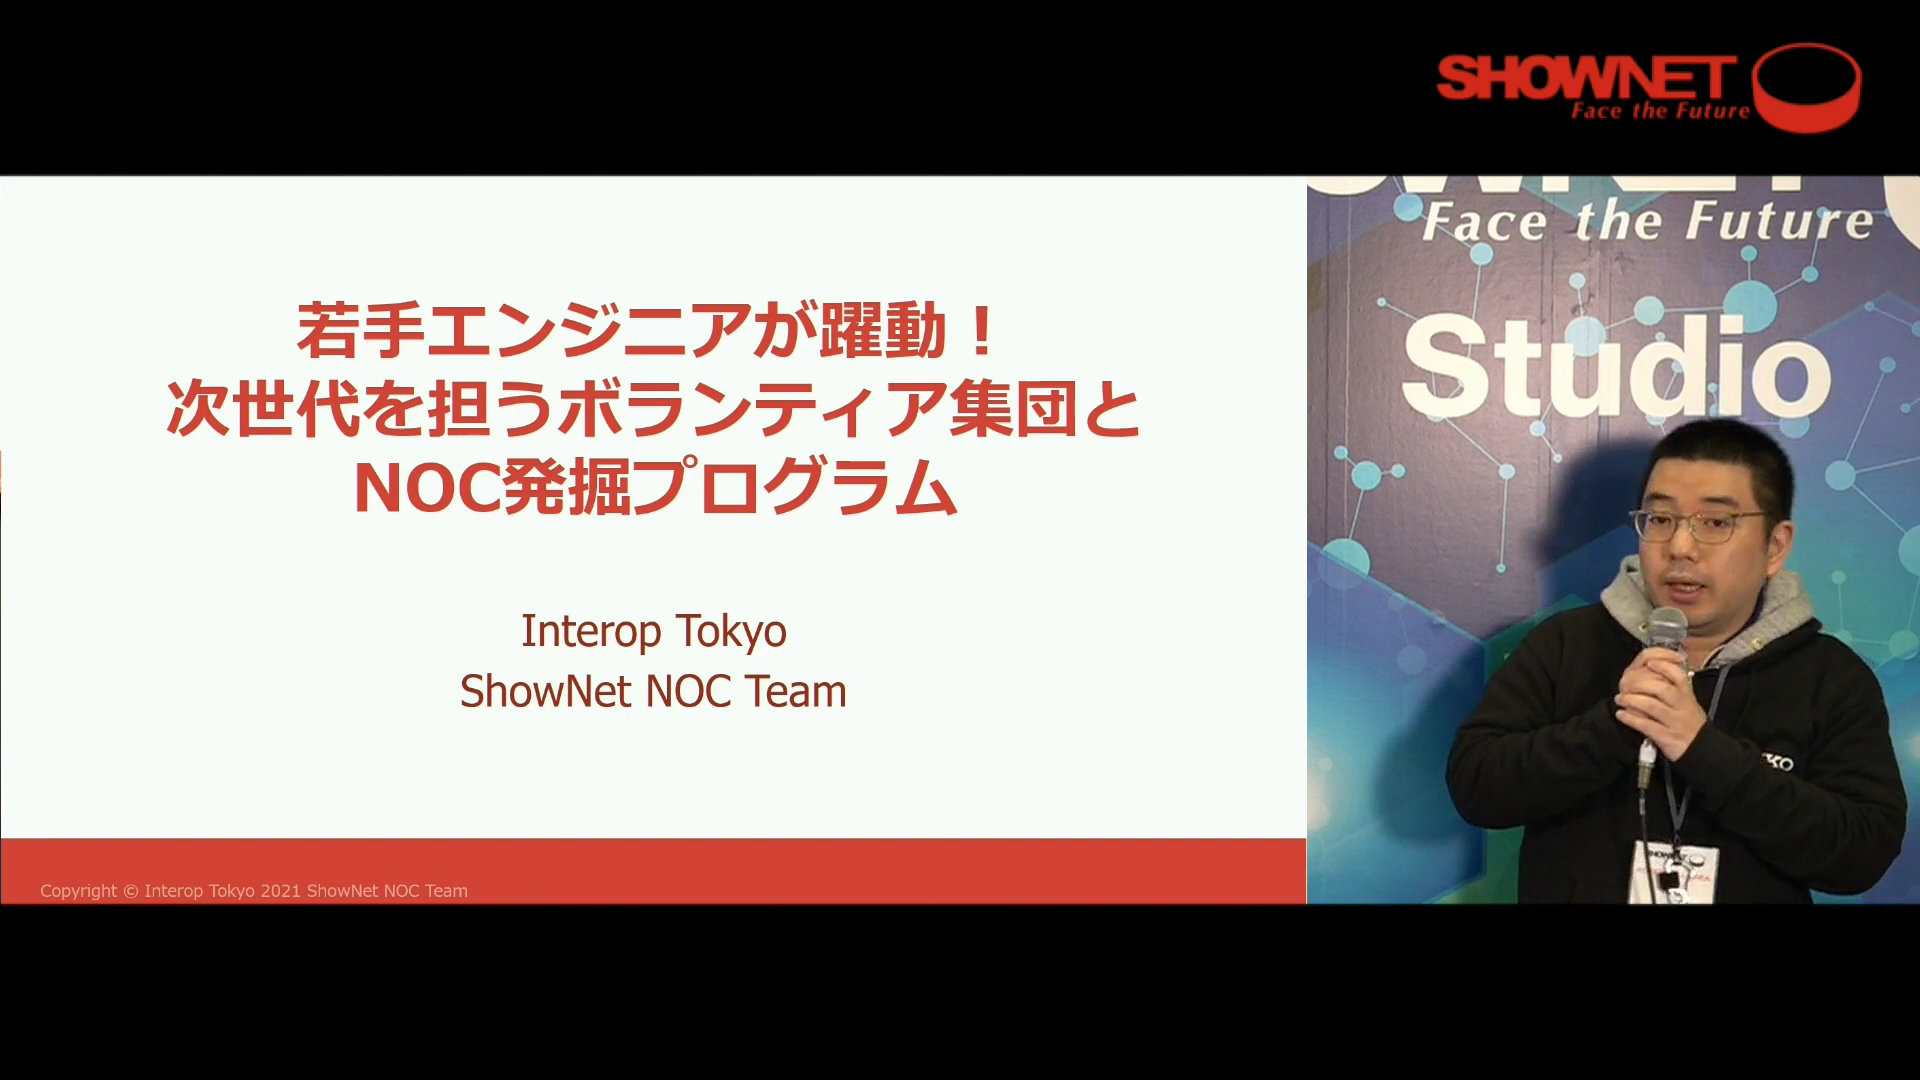 SHOWNET
Face the Future
若手エンジニアが躍動！
次世代を担うボランティア集団と
NOC発掘プログラム
Interop Tokyo
ShowNet NOC Team
Copyright © Interop Tokyo 2021 ShowNet NOC Team
Face the Future
Studio